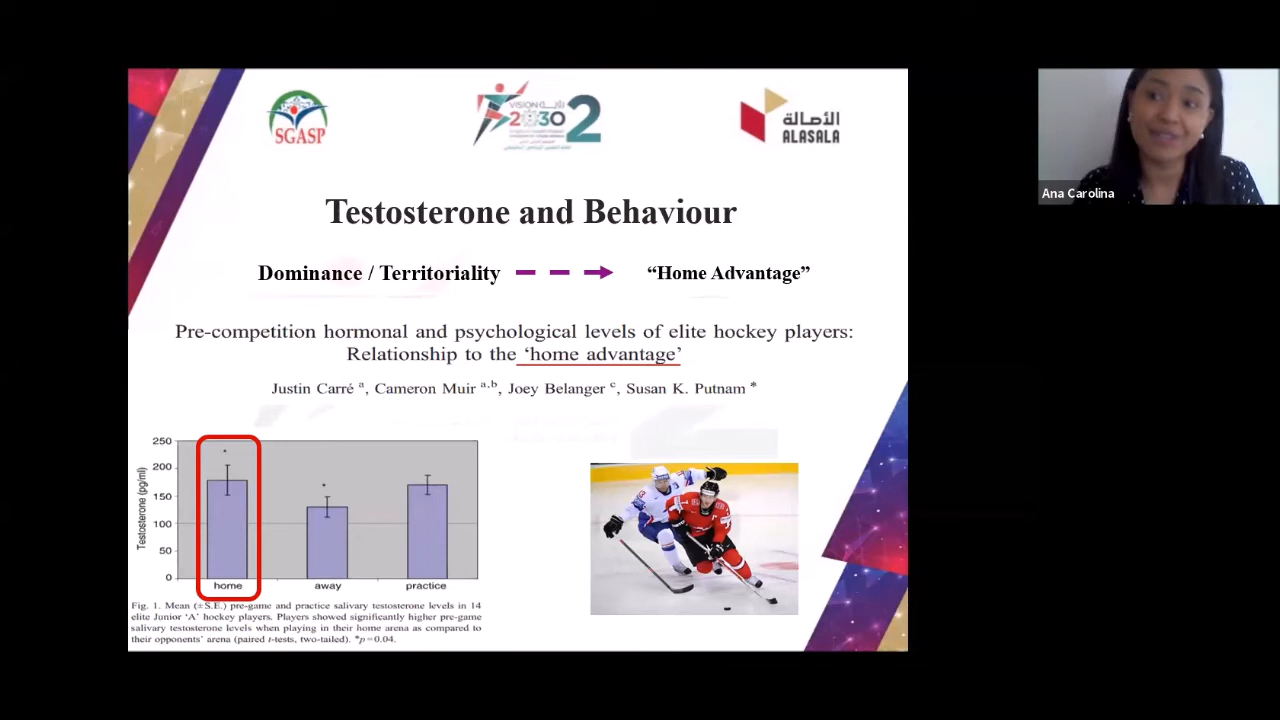 SGASP
VISION رؤية
2030 2
الأصالة
ALASALA
Ana Carolina
Testosterone and Behaviour
Dominance / Territoriality
“Home Advantage”
Pre-competition hormonal and psychological levels of elite hockey players:
Relationship to the ‘home advantage’
Justin Carré a, Cameron Muir a,b, Joey Belanger c, Susan K. Putnam *
Testosterone (pg/ml)
250
200
150
100
50
0
*
*
home away practice
Fig. 1. Mean (±S.E.) pre-game and practice salivary testosterone levels in 14
elite Junior ‘A’ hockey players. Players showed significantly higher pre-game
salivary testosterone levels when playing in their home arena as compared to
their opponents’ arena (paired t-tests, two-tailed). *p=0.04.